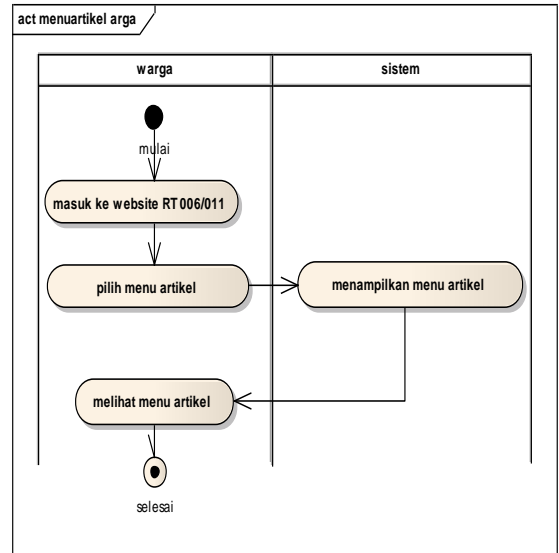 act menuartikel arga
warga
sistem
mulai
masuk ke website RT 006/011
pilih menu artikel
menampilkan menu artikel
melihat menu artikel
selesai